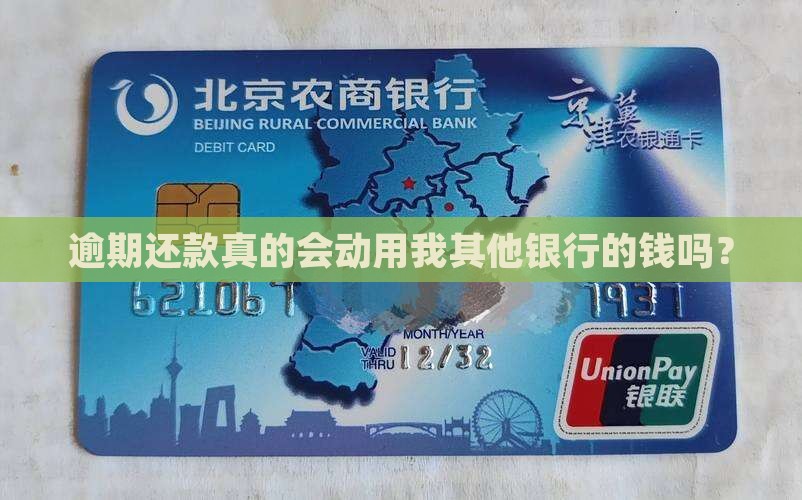 北京农商银行
BEIJING RURAL COMMERCIAL BANK
DEBIT CARD
京津冀农银通卡
逾期还款真的会动用我其他银行的钱吗？
621067 7937
MONTH/YEAR
VALID THRU 12/32
UnionPay
银联